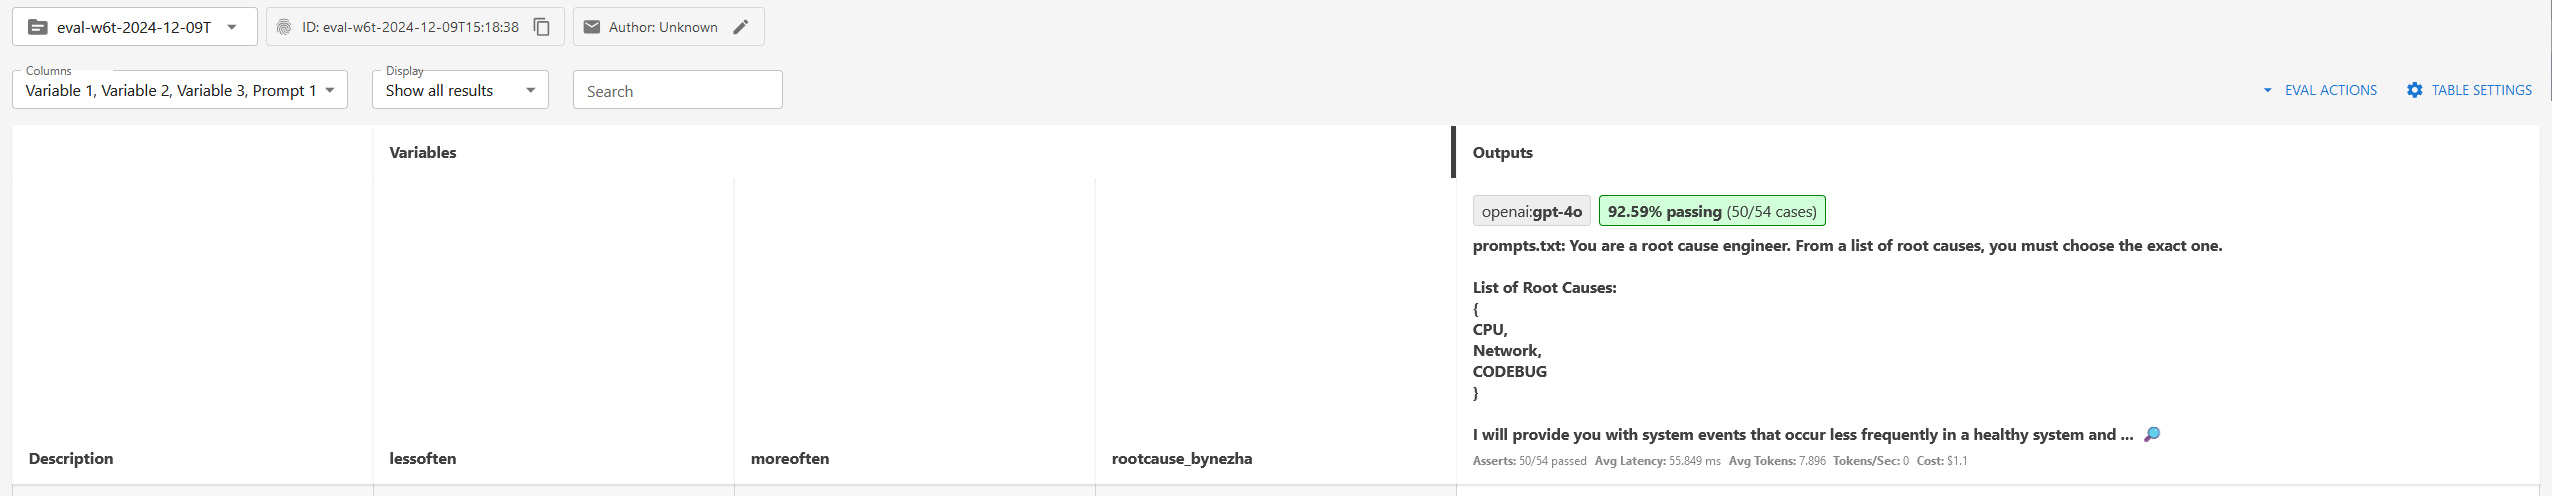 eval-w6t-2024-12-09T
ID: eval-w6t-2024-12-09T15:18:38
Author: Unknown
Columns
Variable 1, Variable 2, Variable 3, Prompt 1
Display
Show all results
Search
EVAL ACTIONS
TABLE SETTINGS
Variables
Outputs
openai:gpt-4o
92.59% passing (50/54 cases)
prompts.txt: You are a root cause engineer. From a list of root causes, you must choose the exact one.
List of Root Causes:
{
CPU,
Network,
CODEBUG
}
I will provide you with system events that occur less frequently in a healthy system and ...
Description
lessoften
moreoften
rootcause_bynezha
Asserts: 50/54 passed Avg Latency: 55.849 ms Avg Tokens: 7.896 Tokens/Sec: 0 Cost: $1.1